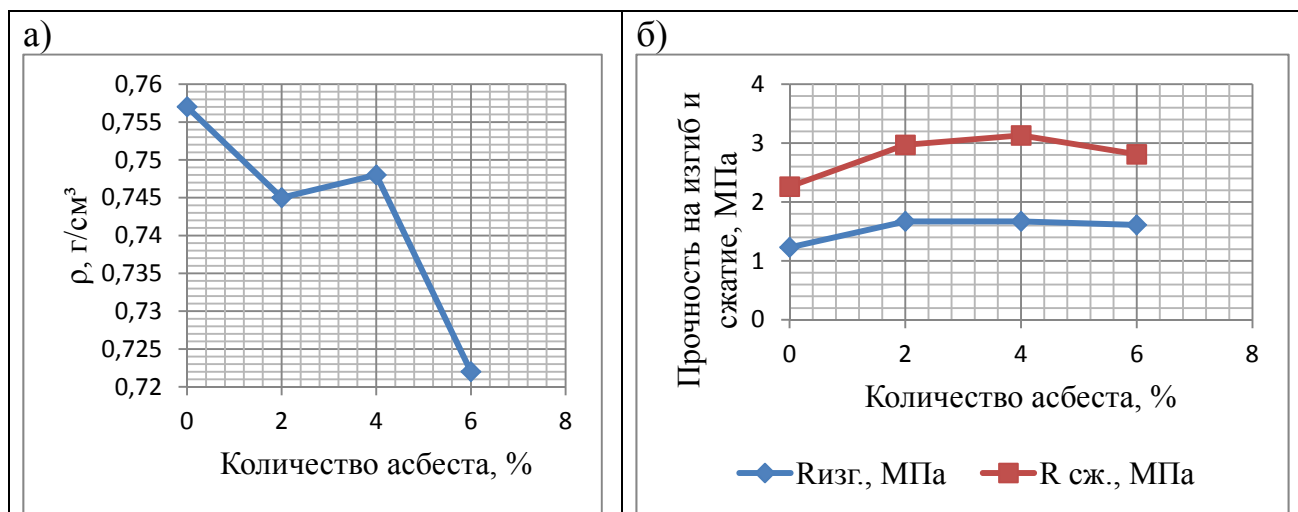 а)
0,76
0,755
0,75
0,745
0,74
0,735
0,73
0,725
0,72
0 2 4 6 8
ρ, г/см³
Количество асбеста, %
б)
4
3
2
1
0
0 2 4 6 8
Прочность на изгиб и
сжатие, МПа
Количество асбеста, %
Rизг., МПа R сж., МПа